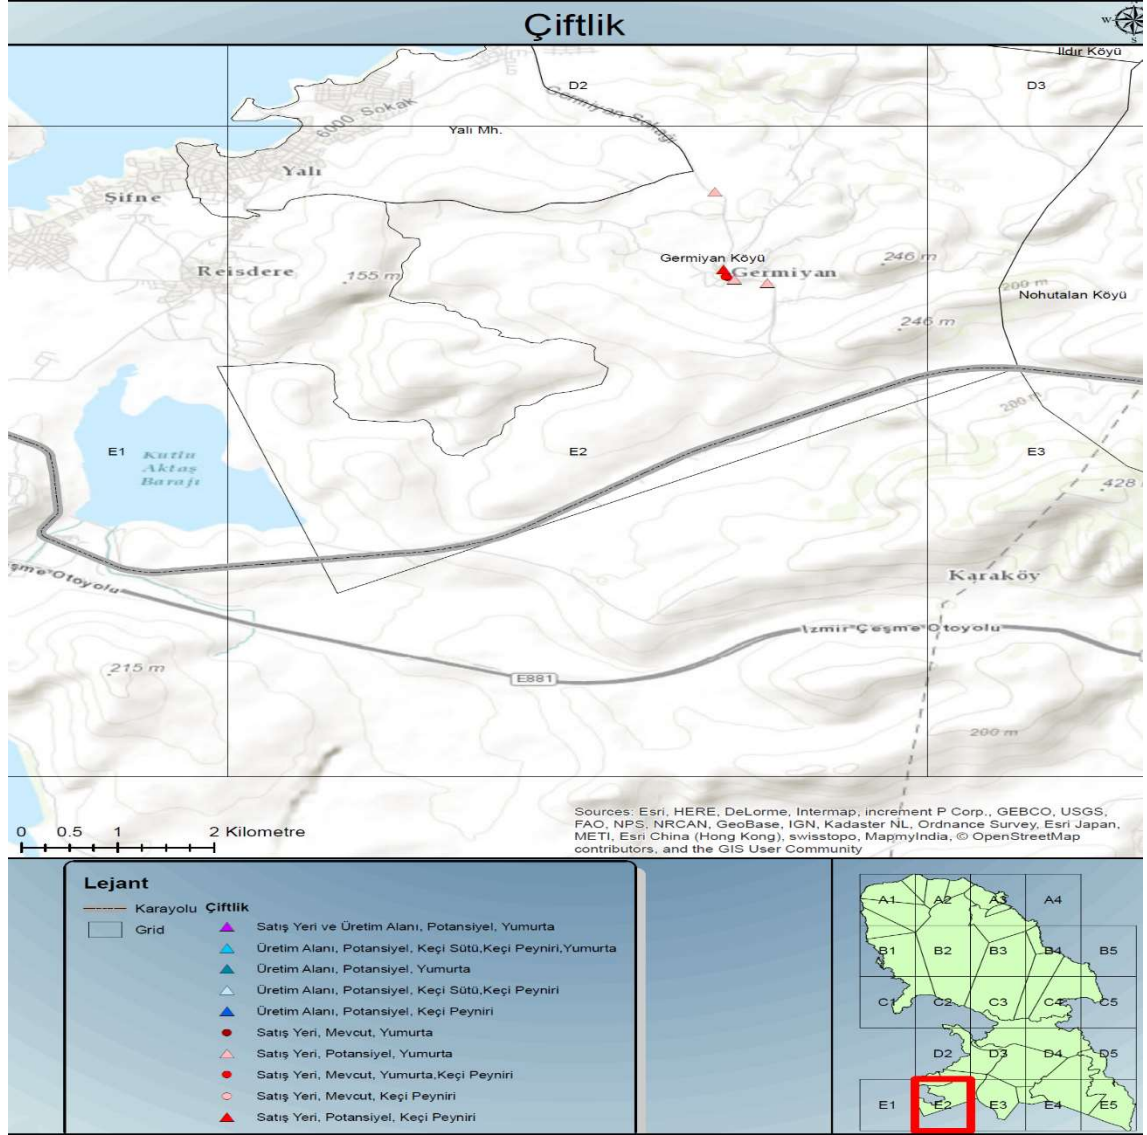 Çiftlik
W
S
Ildır Köyü
D2
D3
Germiyan Sokağı
6000 Sokak
Yalı Mh.
Yalı
Şifne
Germiyan Köyü
Germiyan
246 m
Reisdere
155 m
200 m
Nohutalan Köyü
246 m
200 m
E1
Kutlu
Aktaş
Barajı
E2
E3
428
Karaköy
şme Otoyolu
İzmir Çeşme Otoyolu
215 m
E881
200 m
0 0.5 1 2 Kilometre
Sources: Esri, HERE, DeLorme, Intermap, increment P Corp., GEBCO, USGS,
FAO, NPS, NRCAN, GeoBase, IGN, Kadaster NL, Ordnance Survey, Esri Japan,
METI, Esri China (Hong Kong), swisstopo, MapmyIndia, © OpenStreetMap
contributors, and the GIS User Community
Lejant
Karayolu
Grid
Çiftlik
Satış Yeri ve Üretim Alanı, Potansiyel, Yumurta
Üretim Alanı, Potansiyel, Keçi Sütü,Keçi Peyniri,Yumurta
Üretim Alanı, Potansiyel, Yumurta
Üretim Alanı, Potansiyel, Keçi Sütü,Keçi Peyniri
Üretim Alanı, Potansiyel, Keçi Peyniri
Satış Yeri, Mevcut, Yumurta
Satış Yeri, Potansiyel, Yumurta
Satış Yeri, Mevcut, Yumurta,Keçi Peyniri
Satış Yeri, Mevcut, Keçi Peyniri
Satış Yeri, Potansiyel, Keçi Peyniri
A1 A2 A3 A4
B1 B2 B3 B4 B5
C1 C2 C3 C4 C5
D2 D3 D4 D5
E1 E2 E3 E4 E5